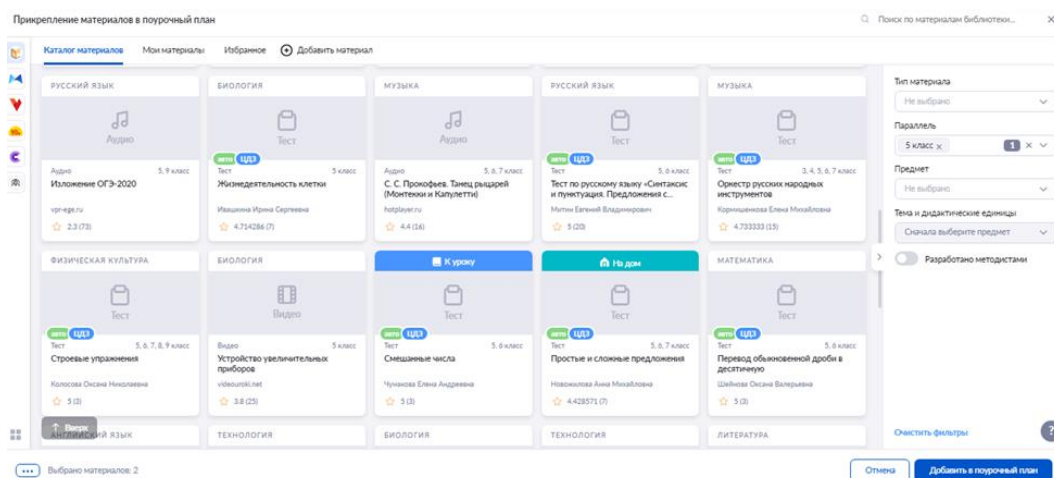 Прикрепление материалов в поурочный план
Поиск по материалам библиотеки...
Каталог материалов
Мои материалы
Избранное
Добавить материал
РУССКИЙ ЯЗЫК
Аудио
Аудио
5, 9 класс
Изложение ОГЭ-2020
vpr-ege.ru
2.3 (73)
БИОЛОГИЯ
Тест
авто ЦДЗ
Тест
5 класс
Жизнедеятельность клетки
Ивашкина Ирина Сергеевна
4.714286 (7)
МУЗЫКА
Аудио
Аудио
5, 6, 7 класс
С. С. Прокофьев. Танец рыцарей
(Монтекки и Капулетти)
hotplayer.ru
4.4 (16)
РУССКИЙ ЯЗЫК
Тест
авто ЦДЗ
Тест
5, 6 класс
Тест по русскому языку «Синтаксис
и пунктуация. Предложения с...
Митин Евгений Владимирович
5 (20)
МУЗЫКА
Тест
авто ЦДЗ
Тест
3, 4, 5, 6, 7 класс
Оркестр русских народных
инструментов
Кормишенкова Елена Михайловна
4.733333 (15)
ФИЗИЧЕСКАЯ КУЛЬТУРА
Тест
авто ЦДЗ
Тест
5, 6, 7, 8, 9 класс
Строевые упражнения
Колосова Оксана Николаевна
5 (3)
БИОЛОГИЯ
Видео
Видео
5 класс
Устройство увеличительных
приборов
videouroki.net
3.8 (25)
К уроку
Тест
авто ЦДЗ
Тест
5, 6 класс
Смешанные числа
Чумакова Елена Андреевна
5 (3)
На дом
Тест
авто ЦДЗ
Тест
5, 6, 7 класс
Простые и сложные предложения
Новожилова Анна Михайловна
4.428571 (7)
МАТЕМАТИКА
Тест
авто ЦДЗ
Тест
5, 6 класс
Перевод обыкновенной дроби в
десятичную
Шейнова Оксана Валерьевна
5 (3)
Вверх
АНГЛИЙСКИЙ ЯЗЫК
ТЕХНОЛОГИЯ
БИОЛОГИЯ
ТЕХНОЛОГИЯ
ЛИТЕРАТУРА
Тип материала
Не выбрано
Параллель
5 класс ×
1
Предмет
Не выбрано
Тема и дидактические единицы
Сначала выберите предмет
Разработано методистами
Очистить фильтры
?
Выбрано материалов: 2
Отмена
Добавить в поурочный план